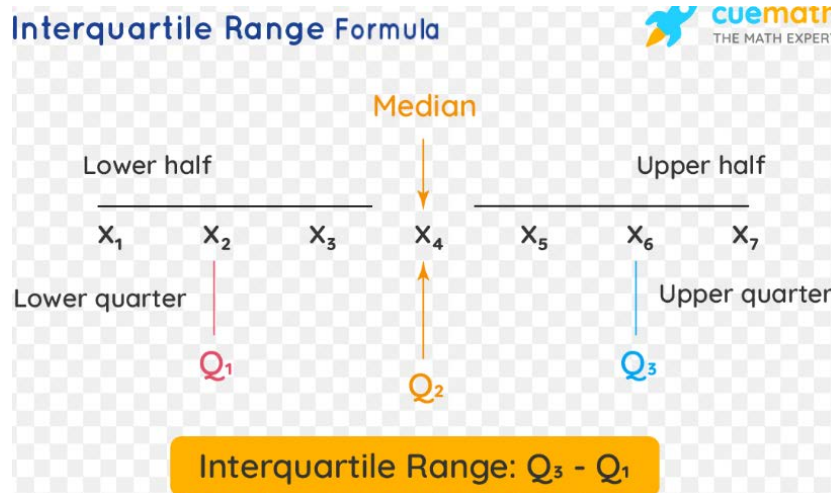 Interquartile Range Formula
cuemath
THE MATH EXPERT
Median
Lower half
Upper half
X₁ X₂ X₃ X₄ X₅ X₆ X₇
Lower quarter
Upper quarter
Q₁
Q₂
Q₃
Interquartile Range: Q₃ - Q₁